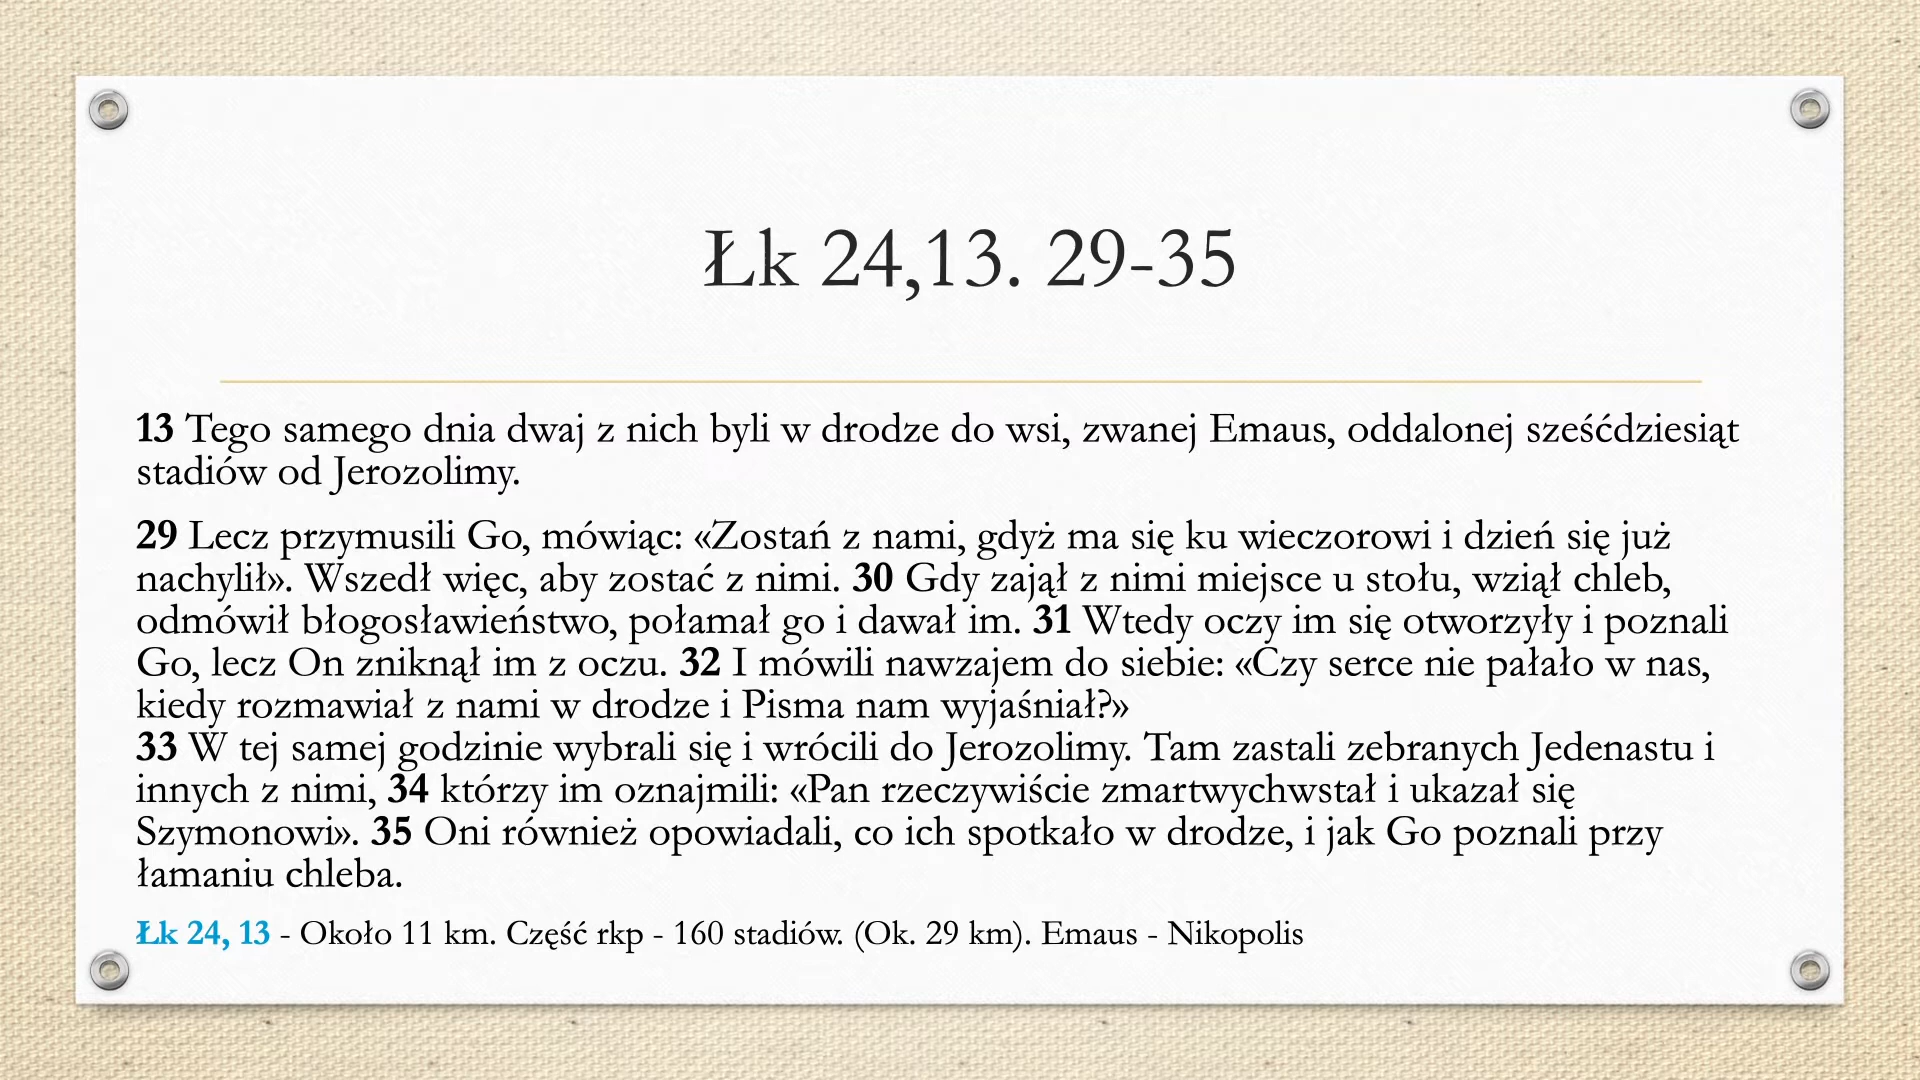 Łk 24,13. 29-35
13 Tego samego dnia dwaj z nich byli w drodze do wsi, zwanej Emaus, oddalonej sześćdziesiąt
stadiów od Jerozolimy.
29 Lecz przymusili Go, mówiąc: «Zostań z nami, gdyż ma się ku wieczorowi i dzień się już
nachylił». Wszedł więc, aby zostać z nimi. 30 Gdy zajął z nimi miejsce u stołu, wziął chleb,
odmówił błogosławieństwo, połamał go i dawał im. 31 Wtedy oczy im się otworzyły i poznali
Go, lecz On zniknął im z oczu. 32 I mówili nawzajem do siebie: «Czy serce nie pałało w nas,
kiedy rozmawiał z nami w drodze i Pisma nam wyjaśniał?»
33 W tej samej godzinie wybrali się i wrócili do Jerozolimy. Tam zastali zebranych Jedenastu i
innych z nimi, 34 którzy im oznajmili: «Pan rzeczywiście zmartwychwstał i ukazał się
Szymonowi». 35 Oni również opowiadali, co ich spotkało w drodze, i jak Go poznali przy
łamaniu chleba.
Łk 24, 13 - Około 11 km. Część rkp - 160 stadiów. (Ok. 29 km). Emaus - Nikopolis